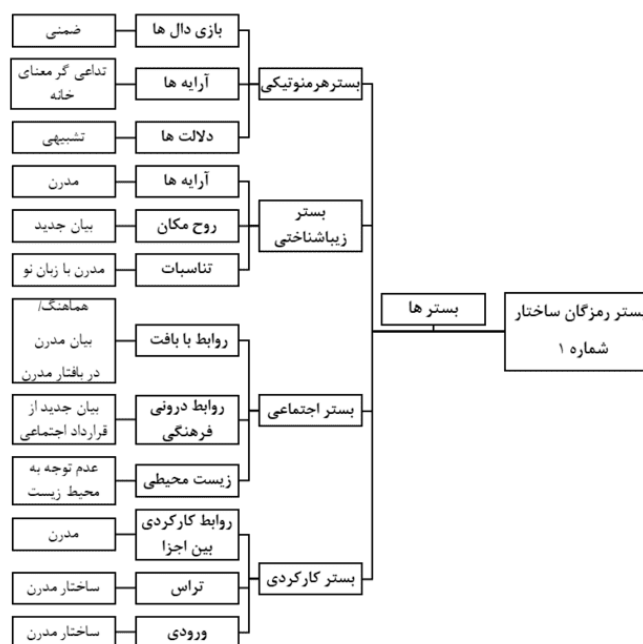 بستر رمزگان ساختار
شماره ۱
بستر ها
بسترهرمنوتیکی
بازی دال ها
ضمنی
آرایه ها
تداعی گر معنای
خانه
دلالت ها
تشبیهی
بستر
زیباشناختی
آرایه ها
مدرن
روح مکان
بیان جدید
تناسبات
مدرن با زبان نو
بستر اجتماعی
روابط با بافت
هماهنگ/
بیان مدرن
در بافتار مدرن
روابط درونی
فرهنگی
بیان جدید از
قرارداد اجتماعی
زیست محیطی
عدم توجه به
محیط زیست
بستر کارکردی
روابط کارکردی
بین اجزا
مدرن
تراس
ساختار مدرن
ورودی
ساختار مدرن